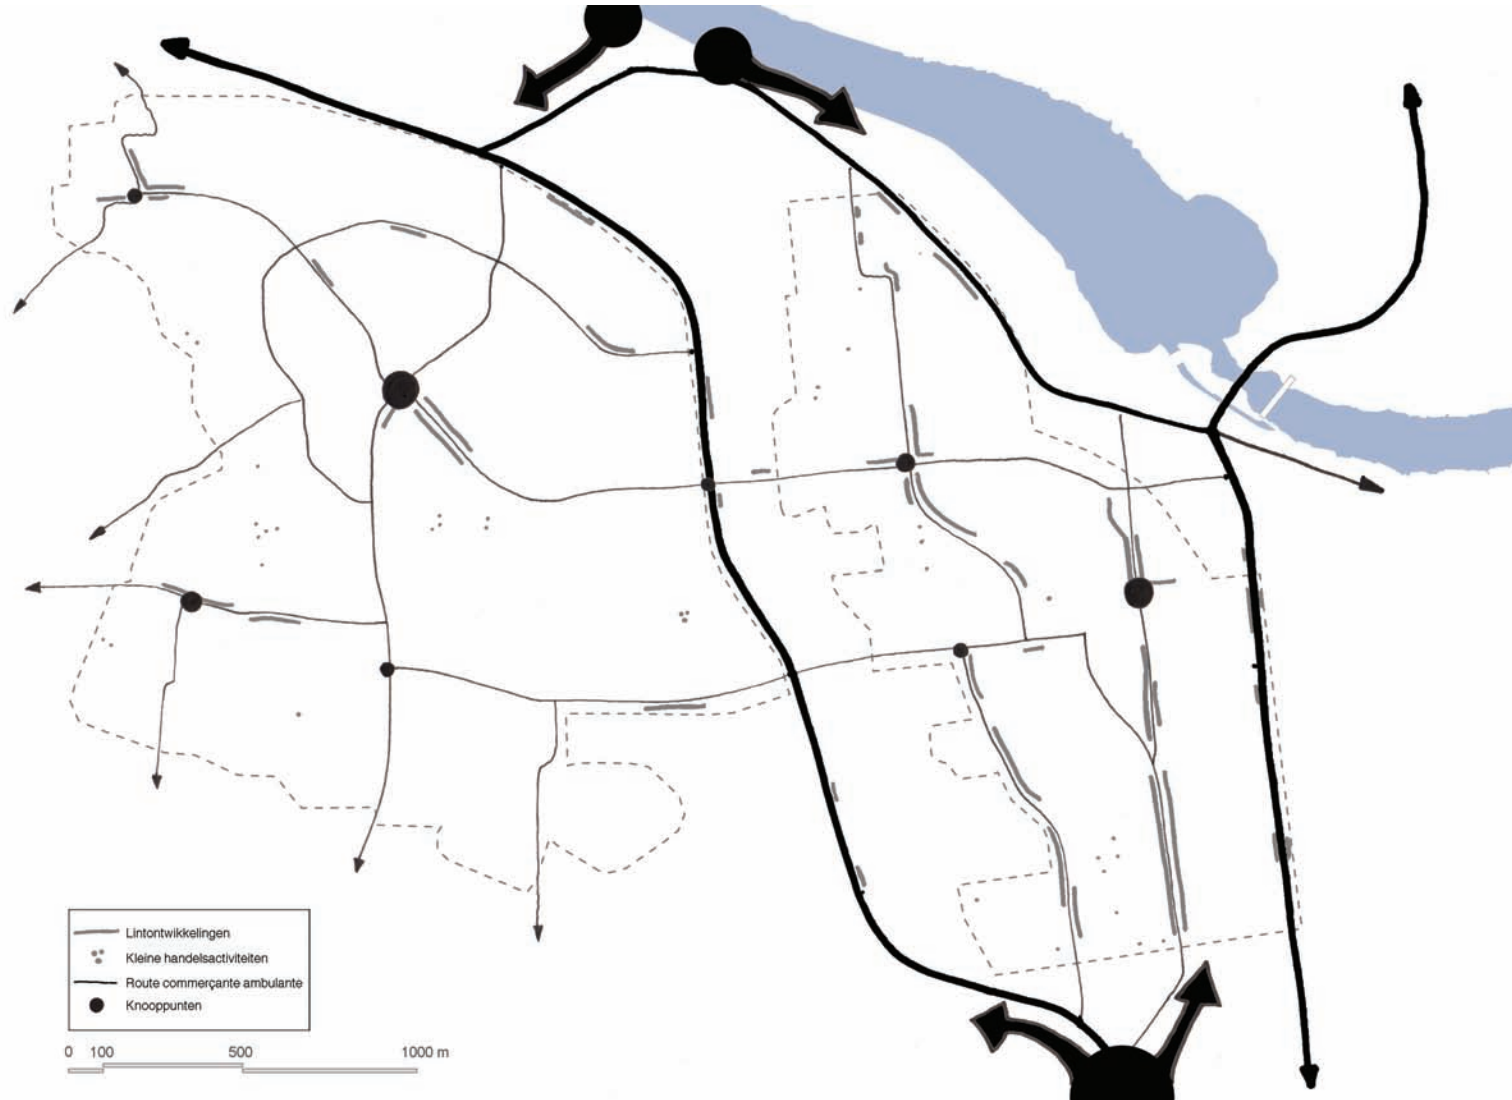 Lintontwikkelingen
Kleine handelsactiviteiten
Route commerçante ambulante
Knooppunten
0 100 500 1000 m